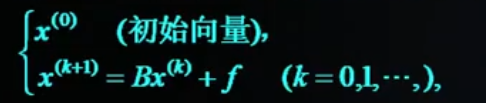 x^{(0)} (初始向量),
x^{(k+1)} = Bx^{(k)} + f (k = 0,1,⋯,),